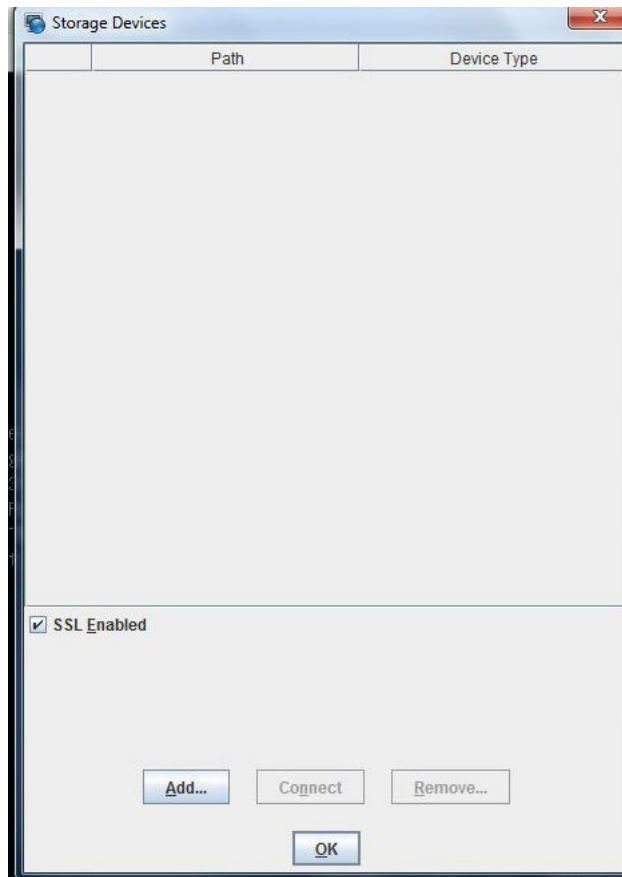 Storage Devices
Path Device Type
SSL Enabled
Add... Connect Remove...
OK